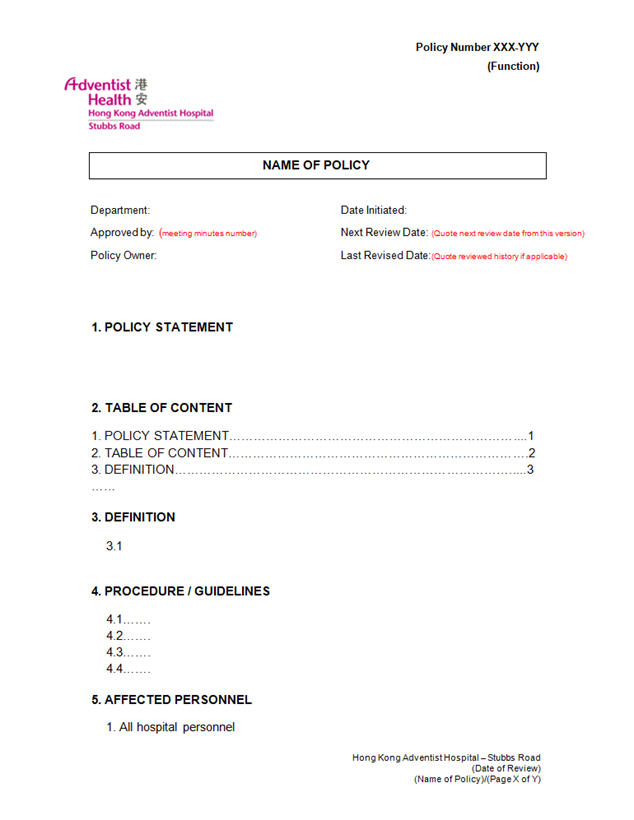 Policy Number XXX-YYY
(Function)
Adventist 港
Health 安
Hong Kong Adventist Hospital
Stubbs Road
NAME OF POLICY
Department:
Date Initiated:
Approved by: (meeting minutes number)
Next Review Date: (Quote next review date from this version)
Policy Owner:
Last Revised Date:(Quote reviewed history if applicable)
1. POLICY STATEMENT
2. TABLE OF CONTENT
1. POLICY STATEMENT…………………………………………………………………...1
2. TABLE OF CONTENT……………………………………………………………….….2
3. DEFINITION………………………………………………………………………….…...3
……
3. DEFINITION
3.1
4. PROCEDURE / GUIDELINES
4.1…….
4.2…….
4.3…….
4.4…….
5. AFFECTED PERSONNEL
1. All hospital personnel
Hong Kong Adventist Hospital – Stubbs Road
(Date of Review)
(Name of Policy)/(Page X of Y)